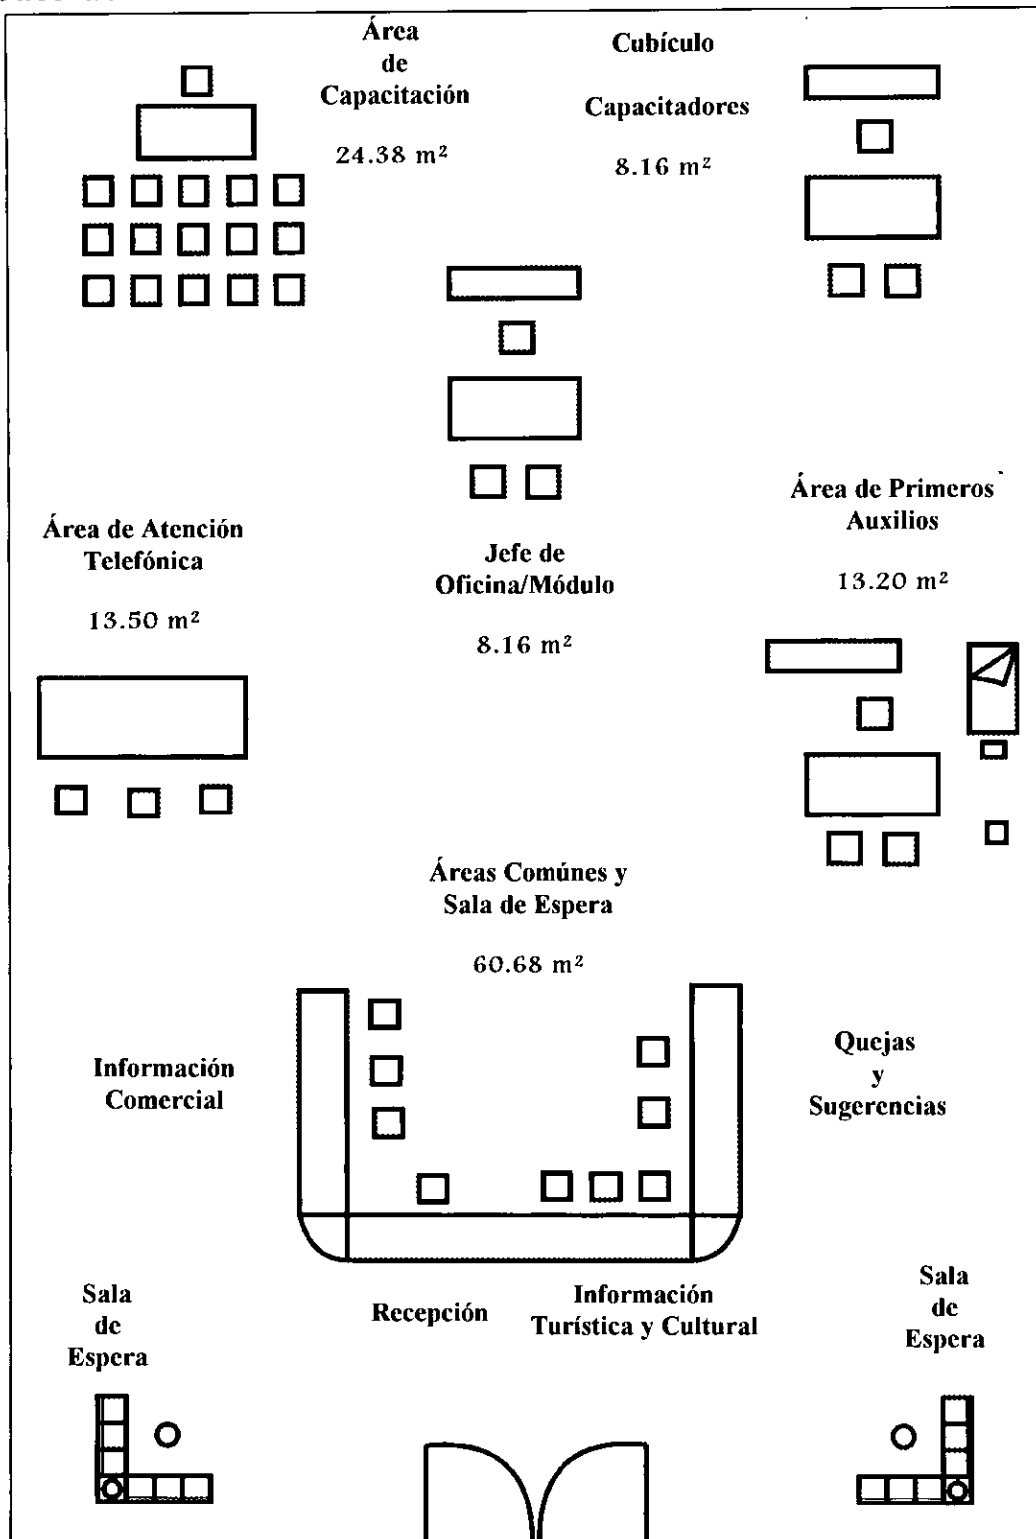 Área
de
Capacitación
24.38 m²
Cubículo
Capacitadores
8.16 m²
Área de Atención
Telefónica
13.50 m²
Jefe de
Oficina/Módulo
8.16 m²
Área de Primeros
Auxilios
13.20 m²
Áreas Comúnes y
Sala de Espera
60.68 m²
Información
Comercial
Quejas
y
Sugerencias
Recepción
Información
Turística y Cultural
Sala
de
Espera
Sala
de
Espera